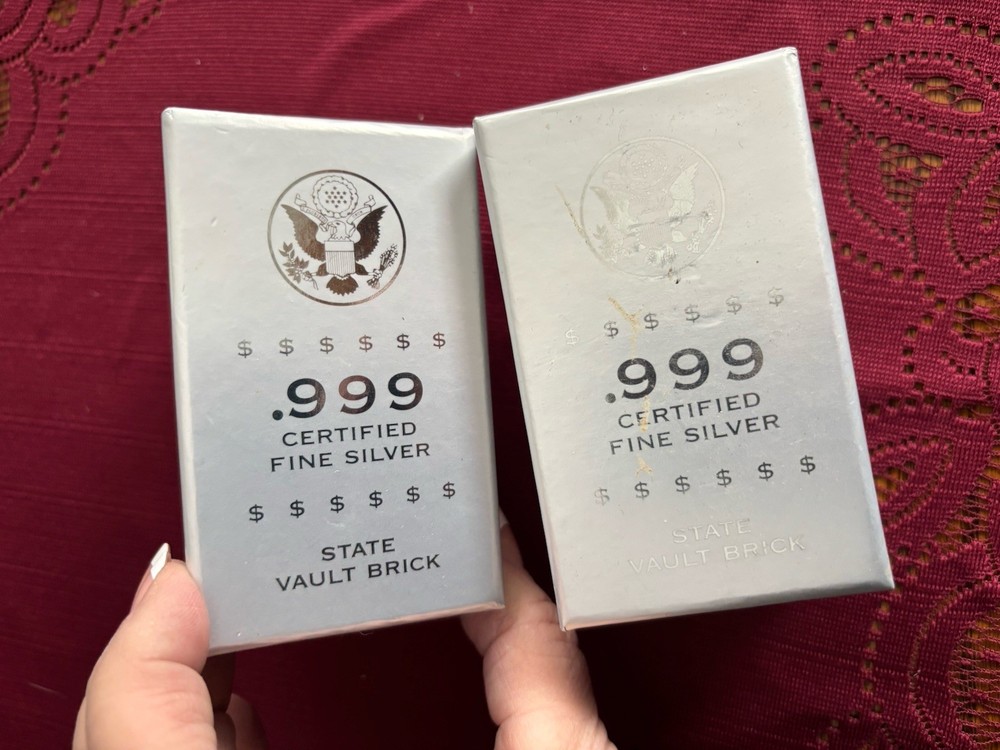 $ $ $ $ $ $
.999
CERTIFIED
FINE SILVER
$ $ $ $ $ $
STATE
VAULT BRICK
$ $ $ $ $ $
.999
CERTIFIED
FINE SILVER
$ $ $ $ $ $
STATE
VAULT BRICK